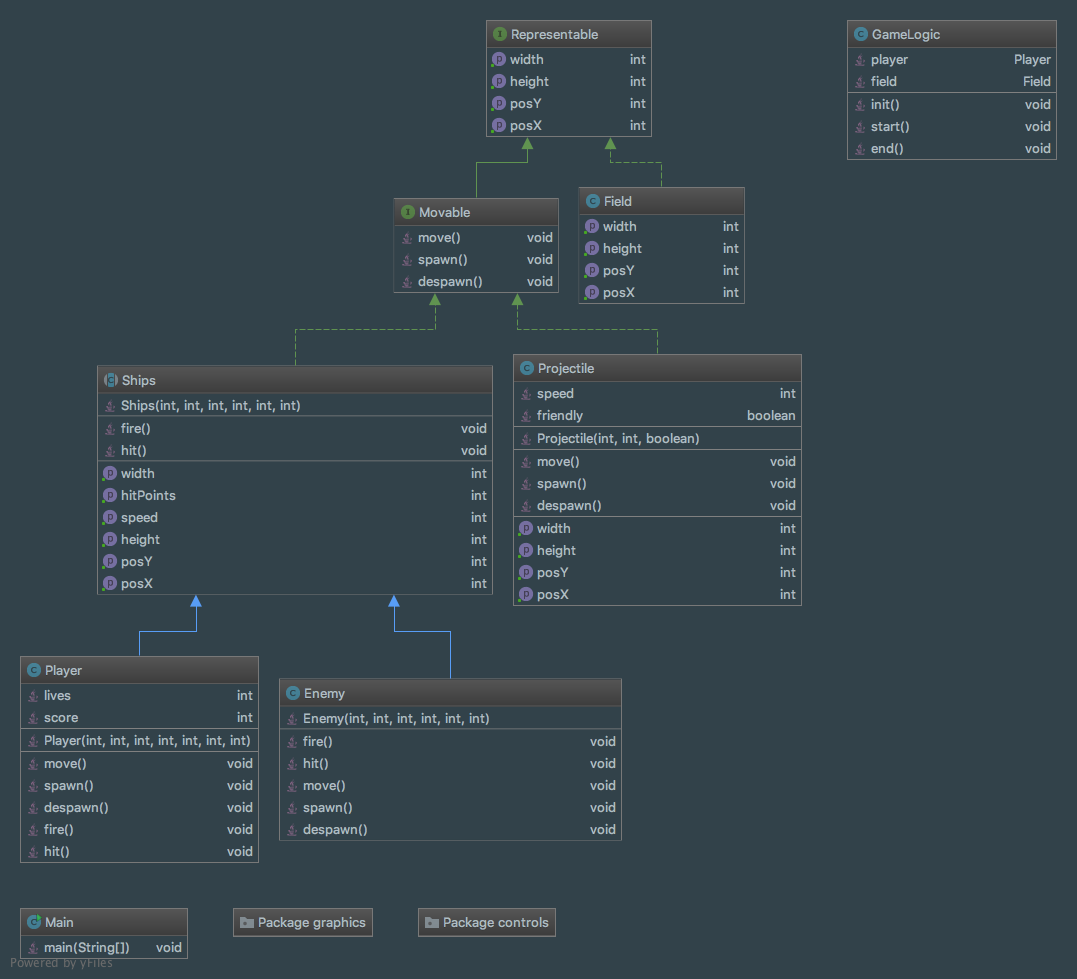 Representable
width int
height int
posY int
posX int
GameLogic
player Player
field Field
init() void
start() void
end() void
Movable
move() void
spawn() void
despawn() void
Field
width int
height int
posY int
posX int
Ships
Ships(int, int, int, int, int, int)
fire() void
hit() void
width int
hitPoints int
speed int
height int
posY int
posX int
Projectile
speed int
friendly boolean
Projectile(int, int, boolean)
move() void
spawn() void
despawn() void
width int
height int
posY int
posX int
Player
lives int
score int
Player(int, int, int, int, int, int, int)
move() void
spawn() void
despawn() void
fire() void
hit() void
Enemy
Enemy(int, int, int, int, int, int)
fire() void
hit() void
move() void
spawn() void
despawn() void
Main
main(String[]) void
Package graphics
Package controls
Powered by yFiles